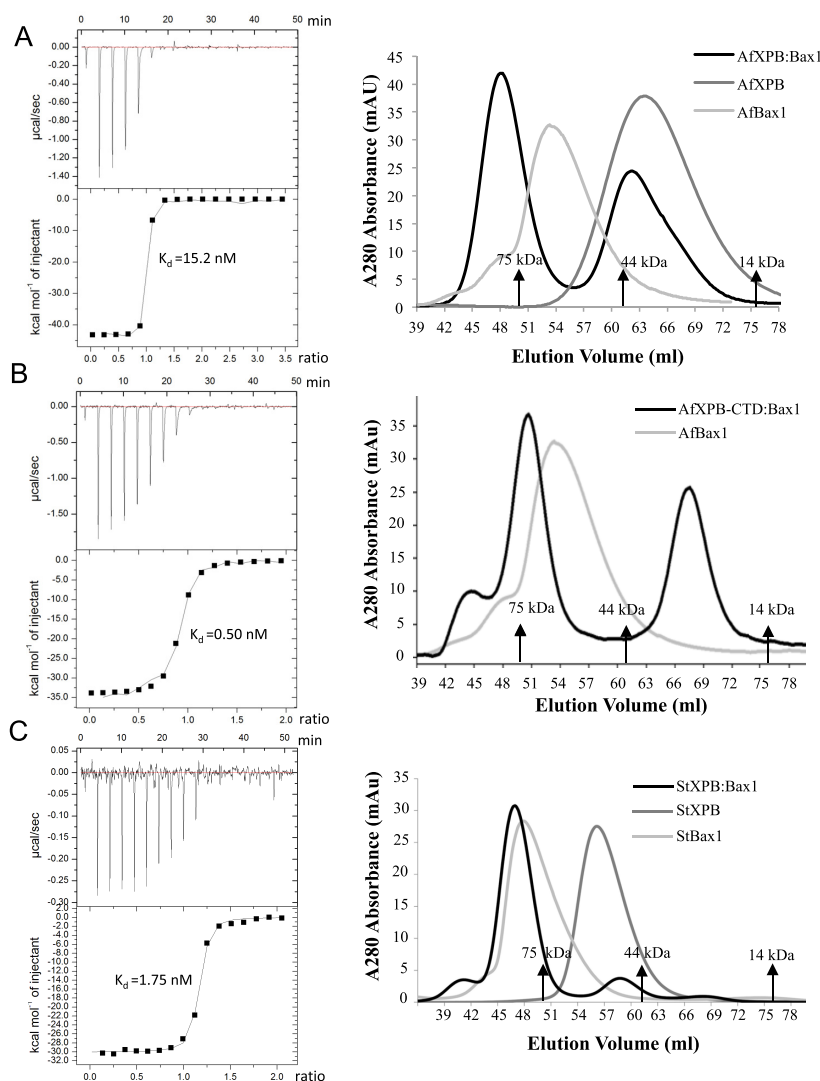 A
0 10 20 30 40 50 min
0.00
-0.20
-0.40
-0.60
-0.80
-1.00
-1.20
-1.40
µcal/sec
0.0
-10.0
-20.0
-30.0
-40.0
kcal mol⁻¹ of injectant
Kd =15.2 nM
0.0 0.5 1.0 1.5 2.0 2.5 3.0 3.5 ratio
45
40
35
30
25
20
15
10
5
0
A280 Absorbance (mAU)
AfXPB:Bax1
AfXPB
AfBax1
75 kDa
44 kDa
14 kDa
39 42 45 48 51 54 57 60 63 66 69 72 75 78
Elution Volume (ml)
B
0 10 20 30 40 50 min
0.00
-0.50
-1.00
-1.50
µcal/sec
0.0
-5.0
-10.0
-15.0
-20.0
-25.0
-30.0
-35.0
kcal mol⁻¹ of injectant
Kd =0.50 nM
0.0 0.5 1.0 1.5 2.0 ratio
35
30
25
20
15
10
5
0
A280 Absorbance (mAu)
AfXPB-CTD:Bax1
AfBax1
75 kDa
44 kDa
14 kDa
39 42 45 48 51 54 57 60 63 66 69 72 75 78
Elution Volume (ml)
C
0 10 20 30 40 50 min
0.05
0.00
-0.05
-0.10
-0.15
-0.20
-0.25
-0.30
µcal/sec
2.0
0.0
-2.0
-4.0
-6.0
-8.0
-10.0
-12.0
-14.0
-16.0
-18.0
-20.0
-22.0
-24.0
-26.0
-28.0
-30.0
-32.0
kcal mol⁻¹ of injectant
Kd =1.75 nM
0.0 0.5 1.0 1.5 2.0
ratio
35
30
25
20
15
10
5
0
A280 Absorbance (mAu)
StXPB:Bax1
StXPB
StBax1
75 kDa
44 kDa
14 kDa
39 42 45 48 51 54 57 60 63 66 69 72 75 78
Elution Volume (ml)